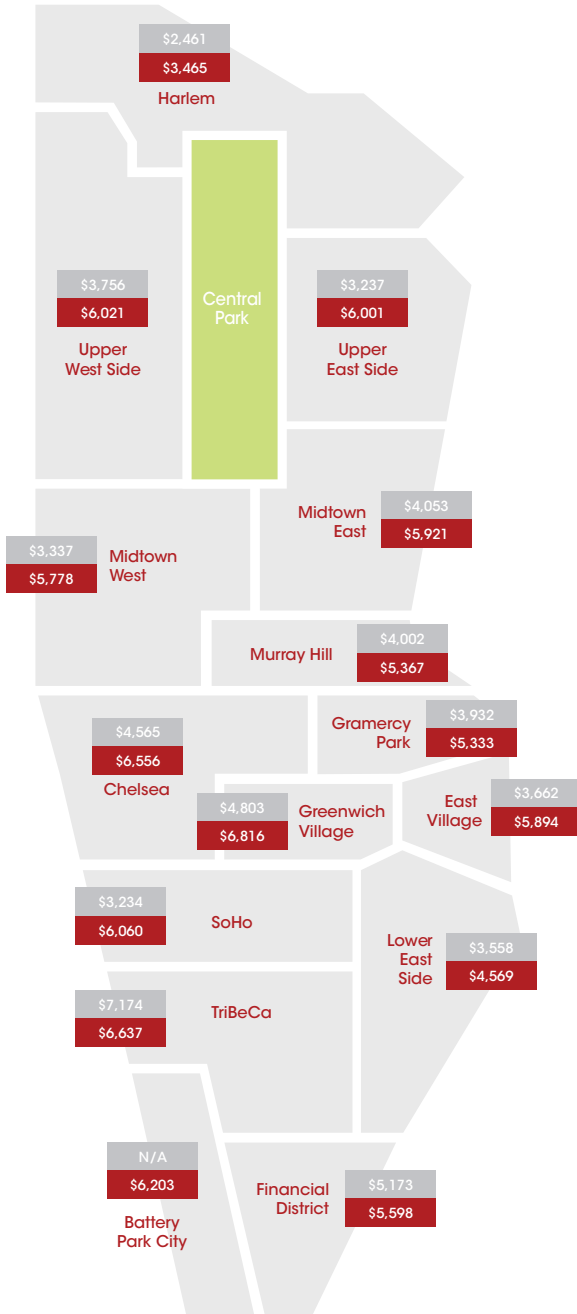 $2,461
$3,465
Harlem
Central
Park
$3,756
$6,021
Upper
West Side
$3,237
$6,001
Upper
East Side
Midtown
East
$4,053
$5,921
$3,337
$5,778
Midtown
West
Murray Hill
$4,002
$5,367
$4,565
$6,556
Chelsea
Gramercy
Park
$3,932
$5,333
$4,803
$6,816
Greenwich
Village
East
Village
$3,662
$5,894
$3,234
$6,060
SoHo
Lower
East
Side
$3,558
$4,569
$7,174
$6,637
TriBeCa
N/A
$6,203
Battery
Park City
Financial
District
$5,173
$5,598